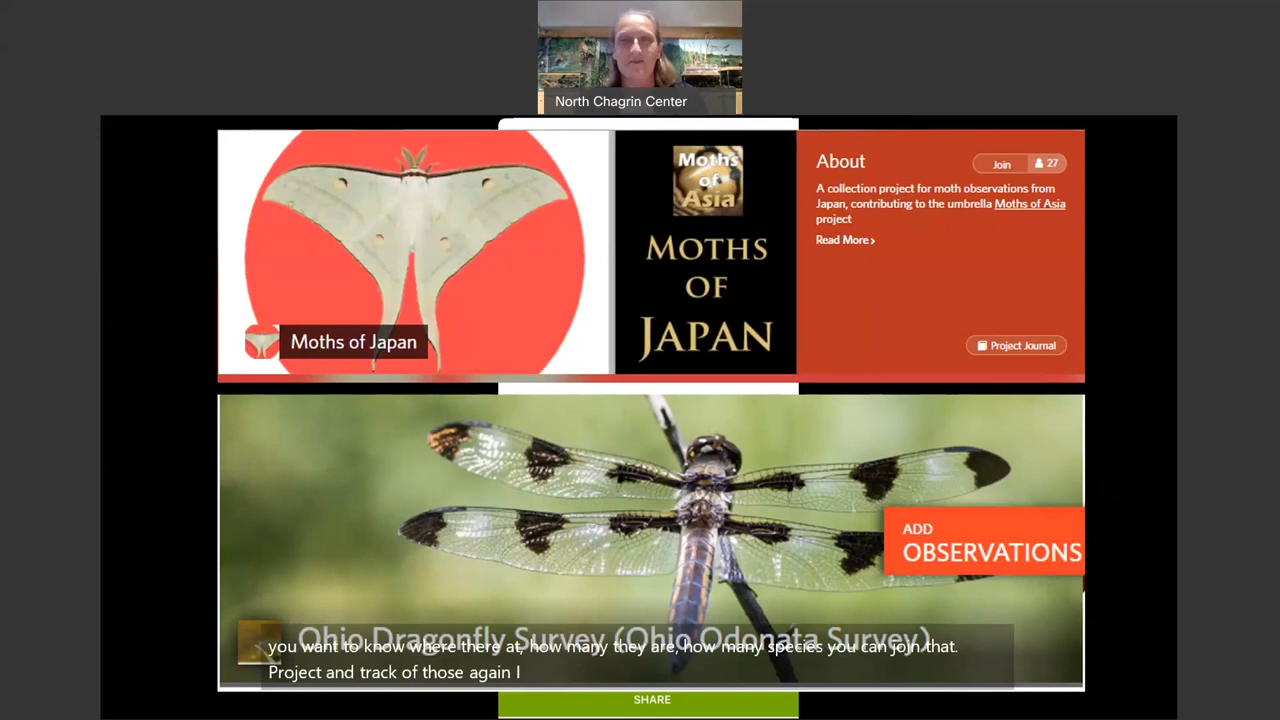 North Chagrin Center
Moths
of
Asia
MOTHS
OF
JAPAN
Moths of Japan
About
Join 27
A collection project for moth observations from
Japan, contributing to the umbrella Moths of Asia
project
Read More ›
Project Journal
ADD
OBSERVATIONS
Ohio Dragonfly Survey (Ohio Odonata Survey)
you want to know where there at, how many they are, how many species you can join that.
Project and track of those again I
SHARE